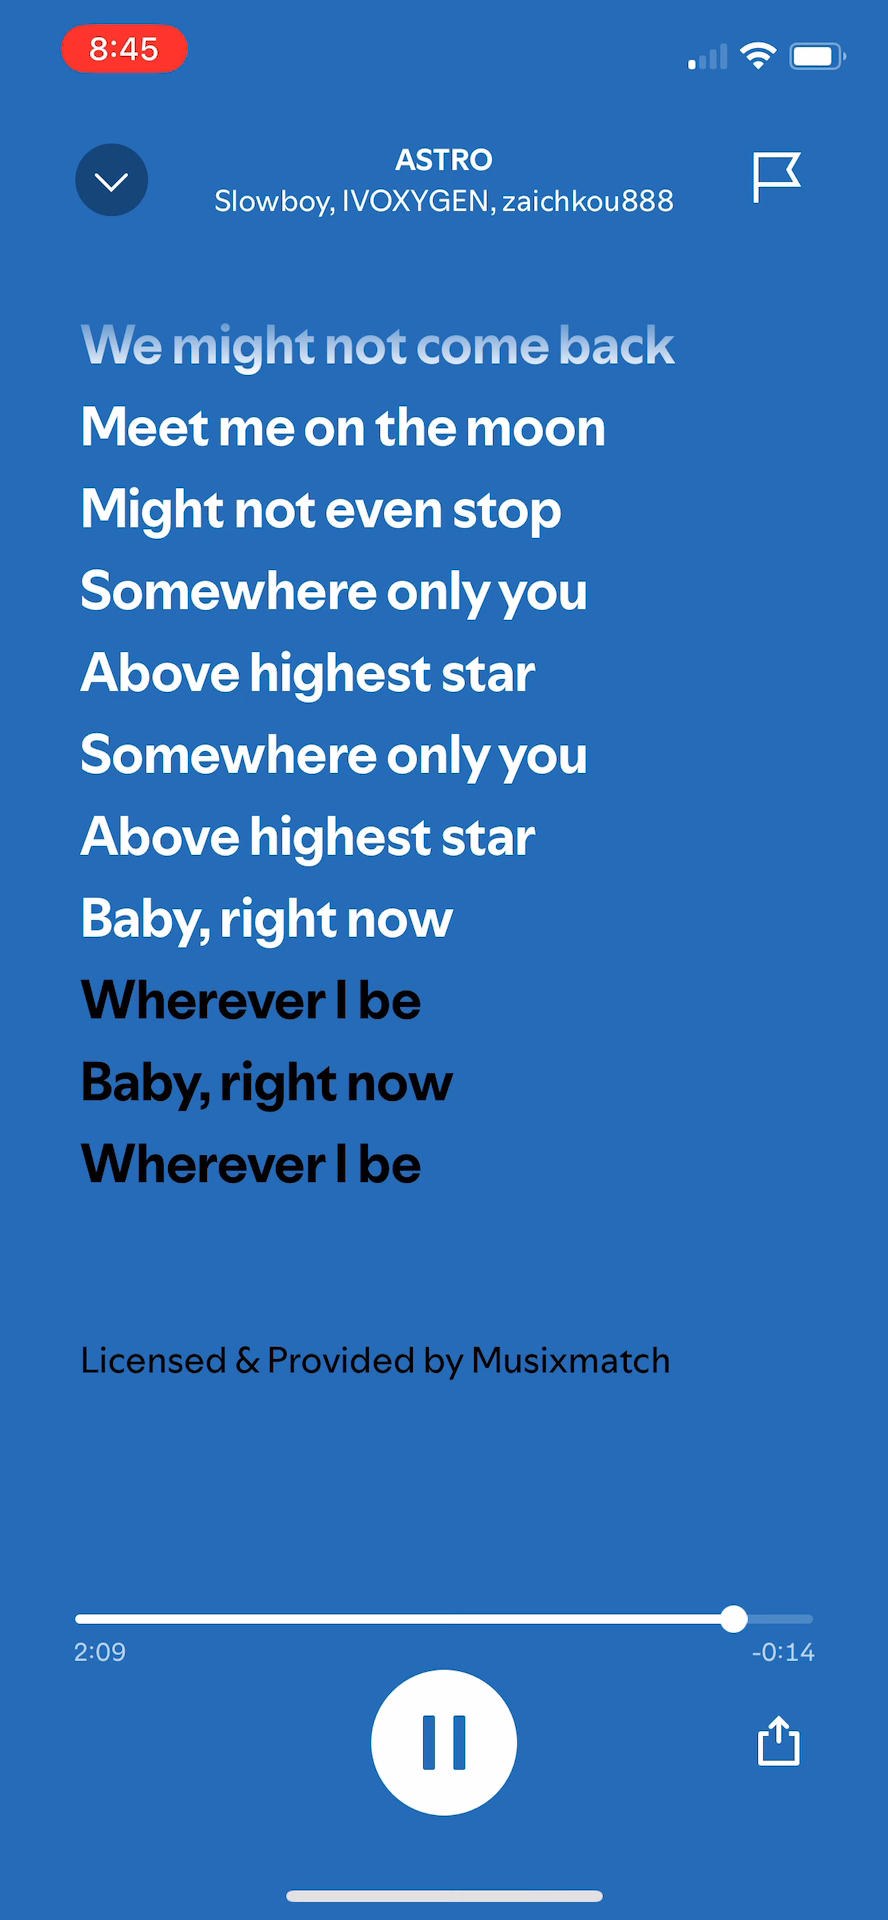 8:45
ASTRO
Slowboy, IVOXYGEN, zaichkou888
We might not come back
Meet me on the moon
Might not even stop
Somewhere only you
Above highest star
Somewhere only you
Above highest star
Baby, right now
Wherever I be
Baby, right now
Wherever I be
Licensed & Provided by Musixmatch
2:09
-0:14